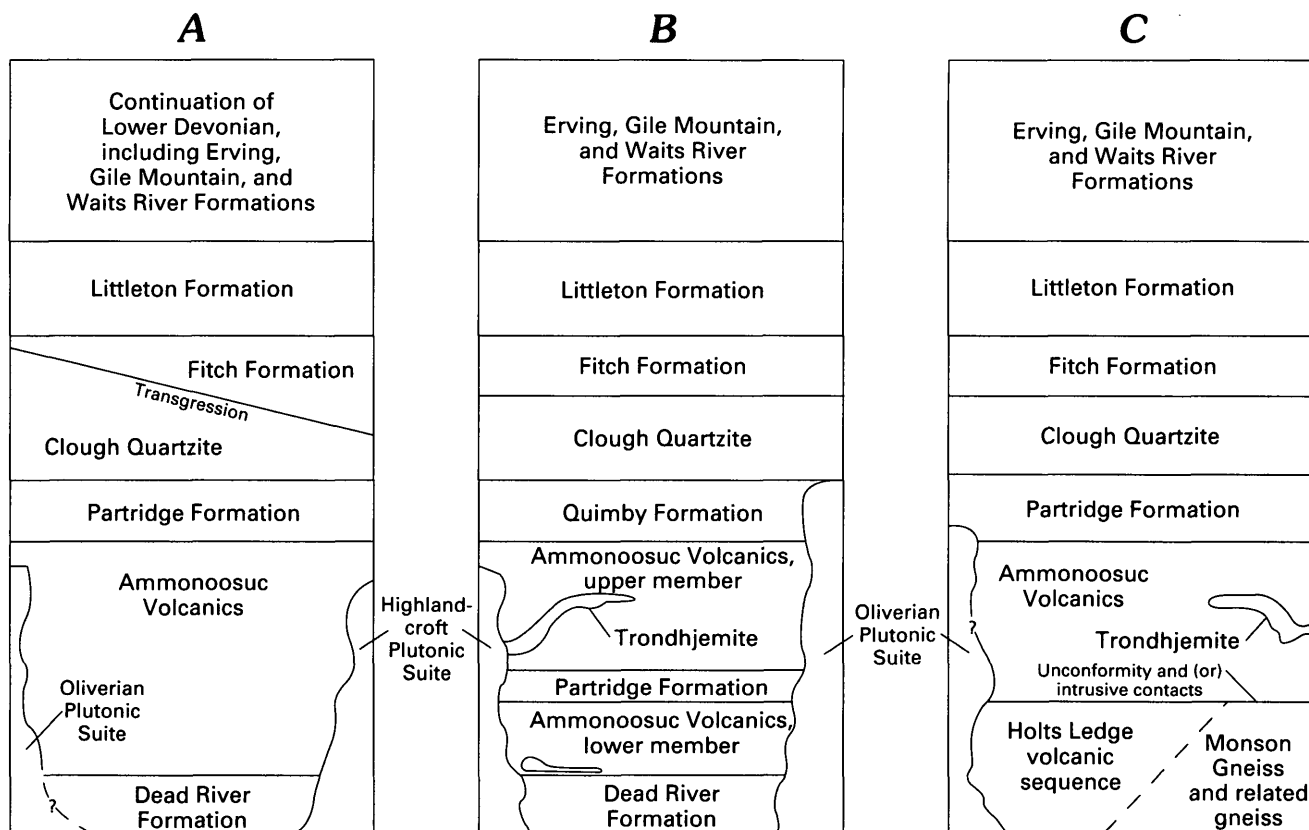 A
Continuation of
Lower Devonian,
including Erving,
Gile Mountain, and
Waits River Formations
Littleton Formation
Fitch Formation
Transgression
Clough Quartzite
Partridge Formation
Ammonoosuc
Volcanics
Oliverian
Plutonic
Suite
?
Dead River
Formation
Highland-
croft
Plutonic
Suite
B
Erving, Gile Mountain,
and Waits River
Formations
Littleton Formation
Fitch Formation
Clough Quartzite
Quimby Formation
Ammonoosuc Volcanics,
upper member
Trondhjemite
Partridge Formation
Ammonoosuc Volcanics,
lower member
Dead River
Formation
Oliverian
Plutonic
Suite
C
Erving, Gile Mountain,
and Waits River
Formations
Littleton Formation
Fitch Formation
Clough Quartzite
Partridge Formation
Ammonoosuc
Volcanics
?
Trondhjemite
Unconformity and (or)
intrusive contacts
Holts Ledge
volcanic
sequence
Monson
Gneiss
and related
gneiss